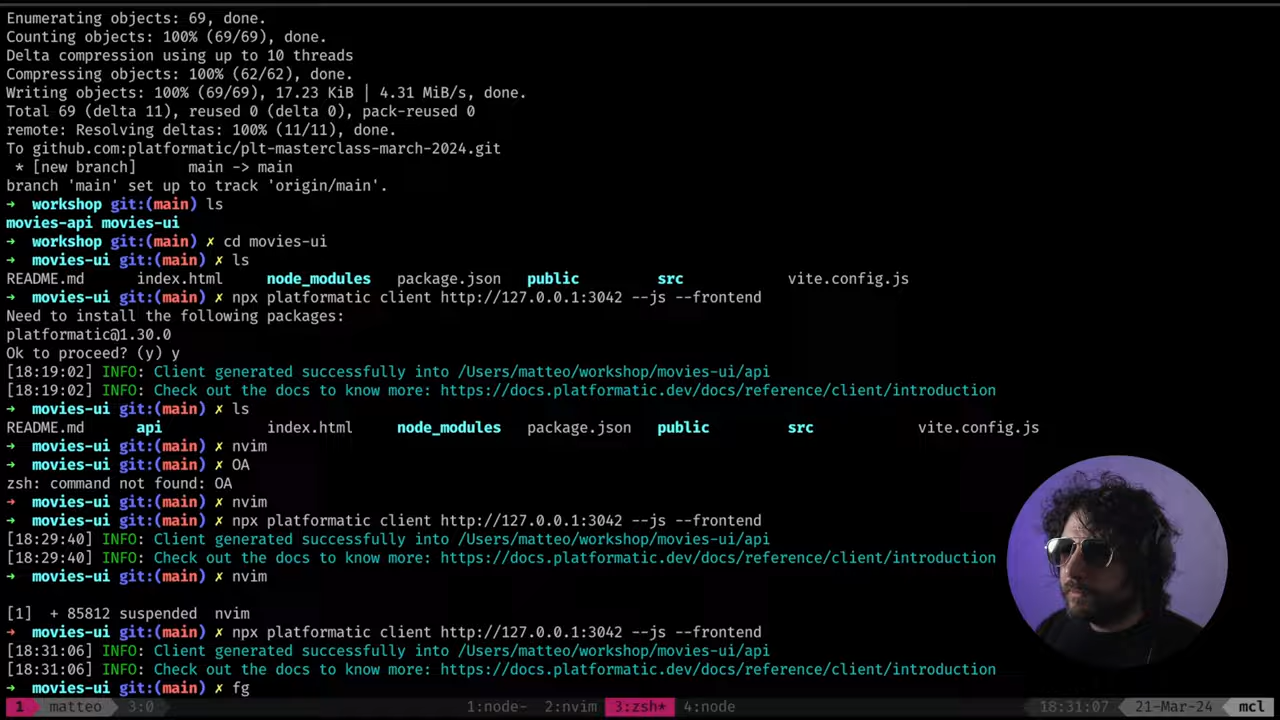 Enumerating objects: 69, done.
Counting objects: 100% (69/69), done.
Delta compression using up to 10 threads
Compressing objects: 100% (62/62), done.
Writing objects: 100% (69/69), 17.23 KiB | 4.31 MiB/s, done.
Total 69 (delta 11), reused 0 (delta 0), pack-reused 0
remote: Resolving deltas: 100% (11/11), done.
To github.com:platformatic/plt-masterclass-march-2024.git
 * [new branch]      main -> main
branch 'main' set up to track 'origin/main'.
→ workshop git:(main) ls
movies-api movies-ui
→ workshop git:(main) ✗ cd movies-ui
→ movies-ui git:(main) ✗ ls
README.md index.html node_modules package.json public src vite.config.js
→ movies-ui git:(main) ✗ npx platformatic client http://127.0.0.1:3042 --js --frontend
Need to install the following packages:
platformatic@1.30.0
Ok to proceed? (y) y
[18:19:02] INFO: Client generated successfully into /Users/matteo/workshop/movies-ui/api
[18:19:02] INFO: Check out the docs to know more: https://docs.platformatic.dev/docs/reference/client/introduction
→ movies-ui git:(main) ✗ ls
README.md api index.html node_modules package.json public src vite.config.js
→ movies-ui git:(main) ✗ nvim
→ movies-ui git:(main) ✗ OA
zsh: command not found: OA
→ movies-ui git:(main) ✗ nvim
→ movies-ui git:(main) ✗ npx platformatic client http://127.0.0.1:3042 --js --frontend
[18:29:40] INFO: Client generated successfully into /Users/matteo/workshop/movies-ui/api
[18:29:40] INFO: Check out the docs to know more: https://docs.platformatic.dev/docs/reference/client/introduction
→ movies-ui git:(main) ✗ nvim
[1]  + 85812 suspended  nvim
→ movies-ui git:(main) ✗ npx platformatic client http://127.0.0.1:3042 --js --frontend
[18:31:06] INFO: Client generated successfully into /Users/matteo/workshop/movies-ui/api
[18:31:06] INFO: Check out the docs to know more: https://docs.platformatic.dev/docs/reference/client/introduction
→ movies-ui git:(main) ✗ fg
1 matteo 3:0 1:node- 2:nvim 3:zsh* 4:node 18:31:07 21-Mar-24 mcl